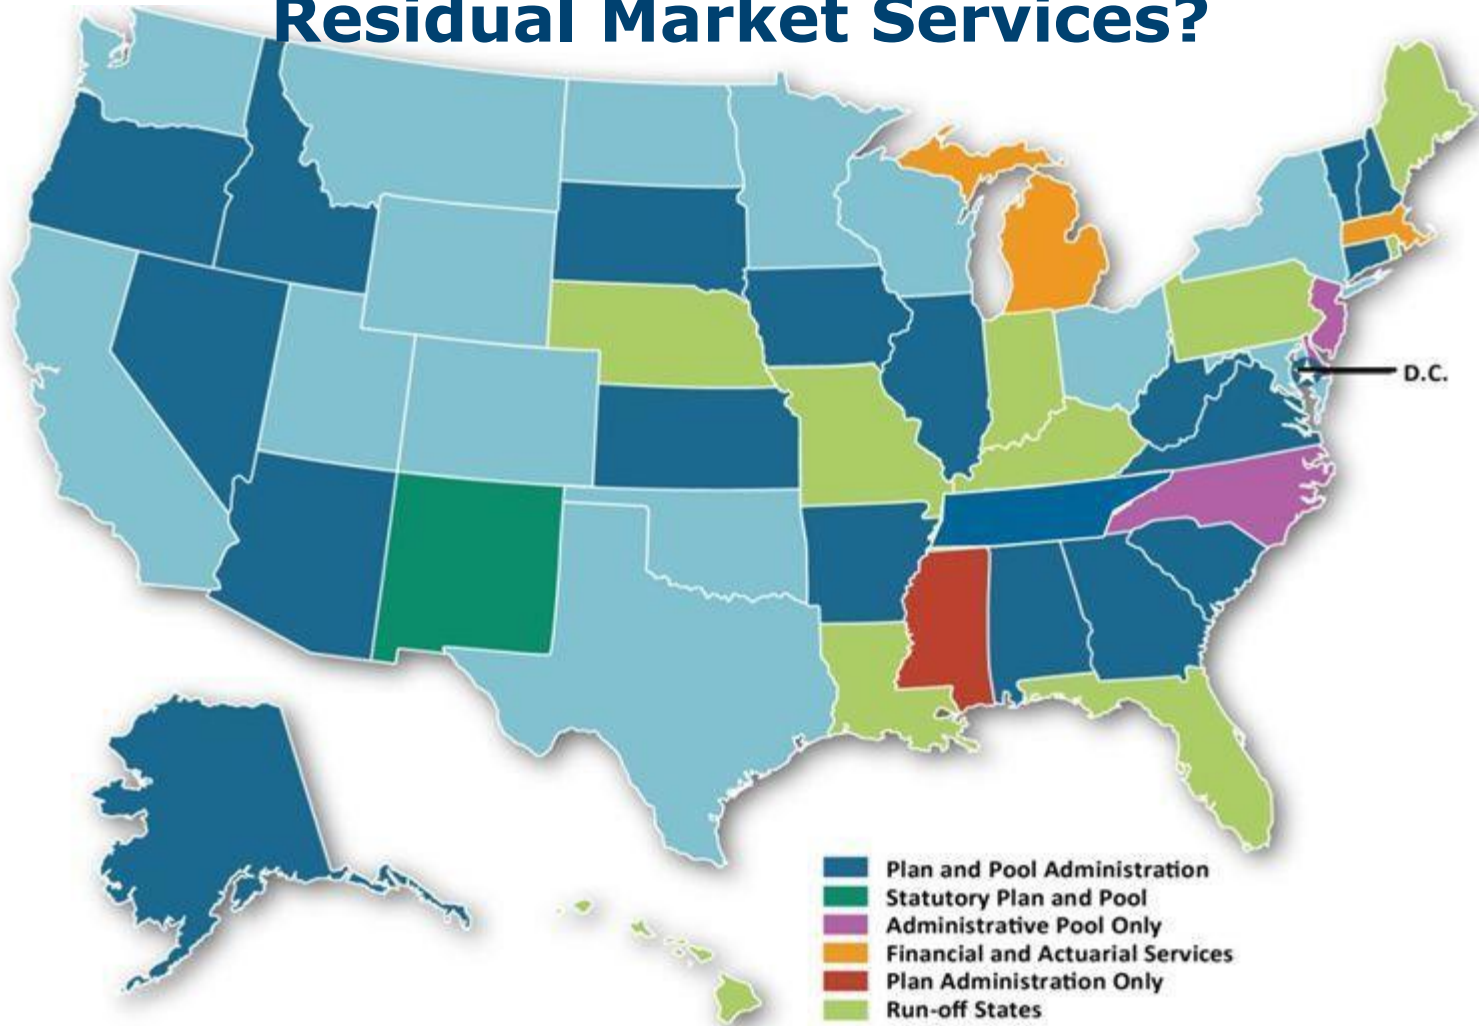 Residual Market Services?
D.C.
Plan and Pool Administration
Statutory Plan and Pool
Administrative Pool Only
Financial and Actuarial Services
Plan Administration Only
Run-off States